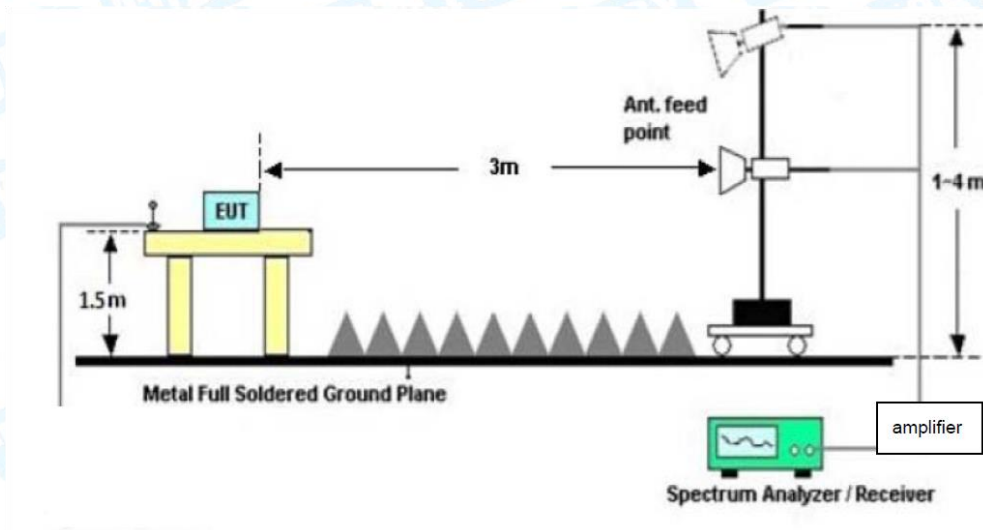 Ant. feed
point
3m
1~4 m
EUT
1.5m
Metal Full Soldered Ground Plane
amplifier
Spectrum Analyzer / Receiver